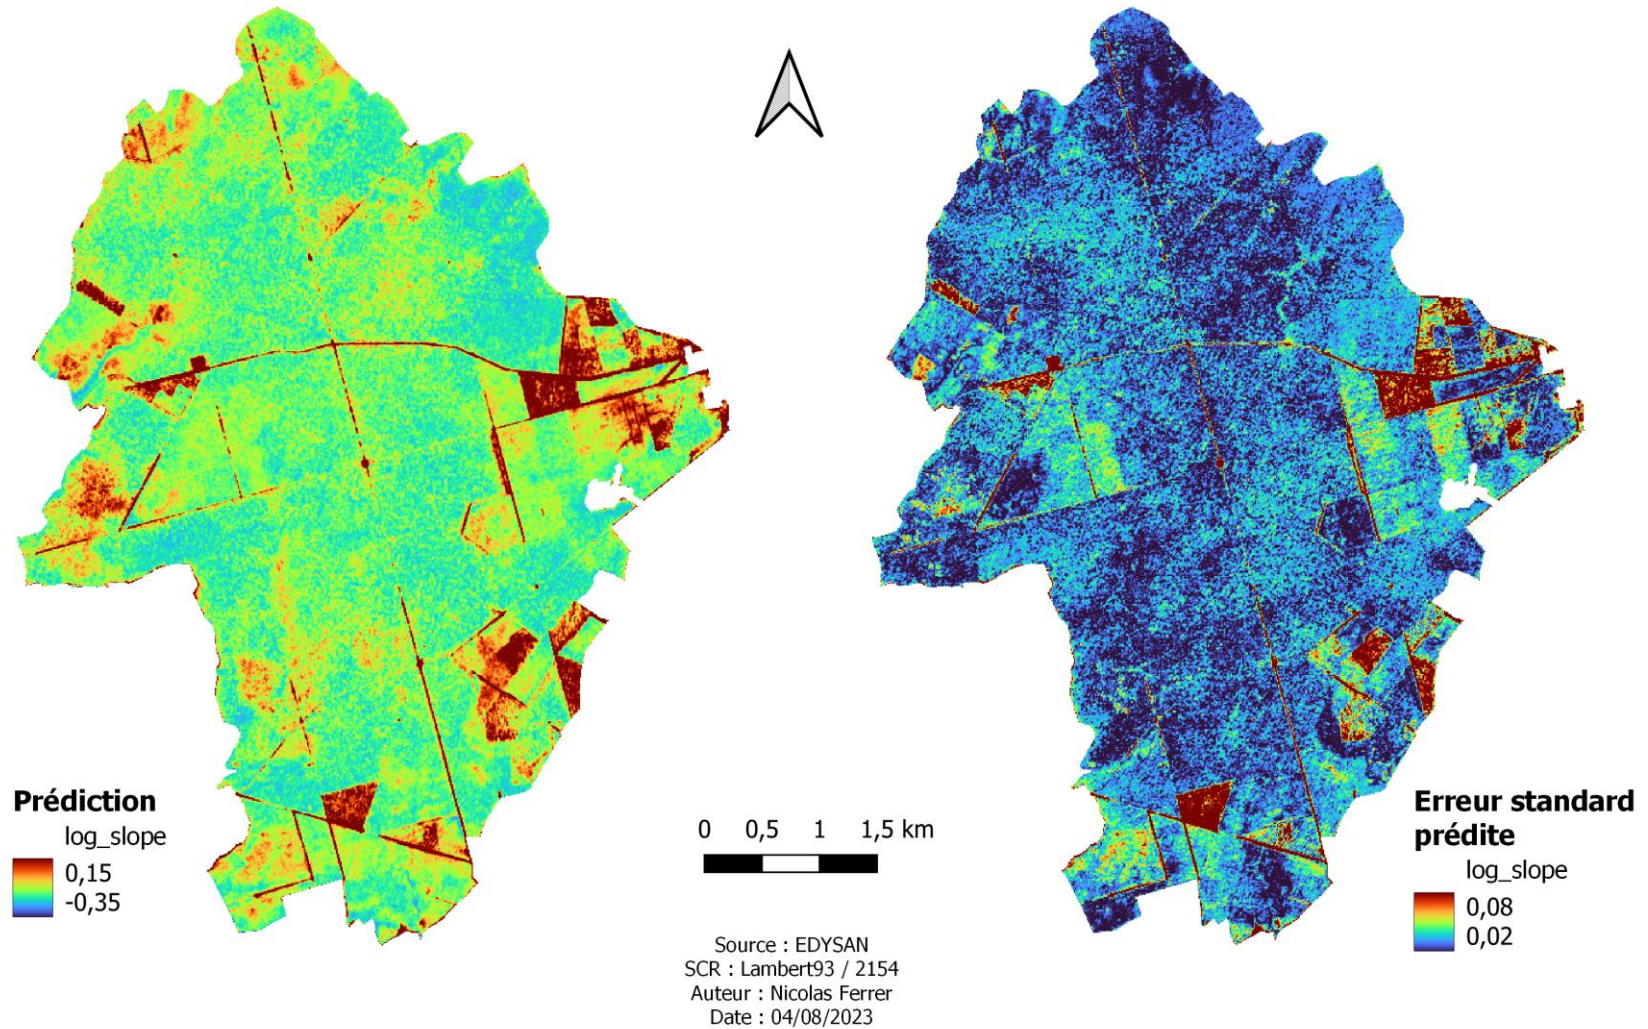 Prédiction
log_slope
0,15
-0,35
0 0,5 1 1,5 km
Source : EDYSAN
SCR : Lambert93 / 2154
Auteur : Nicolas Ferrer
Date : 04/08/2023
Erreur standard
prédite
log_slope
0,08
0,02